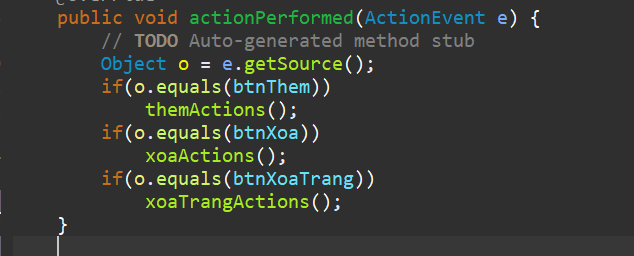 public void actionPerformed(ActionEvent e) {
// TODO Auto-generated method stub
Object o = e.getSource();
if(o.equals(btnThem))
themActions();
if(o.equals(btnXoa))
xoaActions();
if(o.equals(btnXoaTrang))
xoaTrangActions();
}